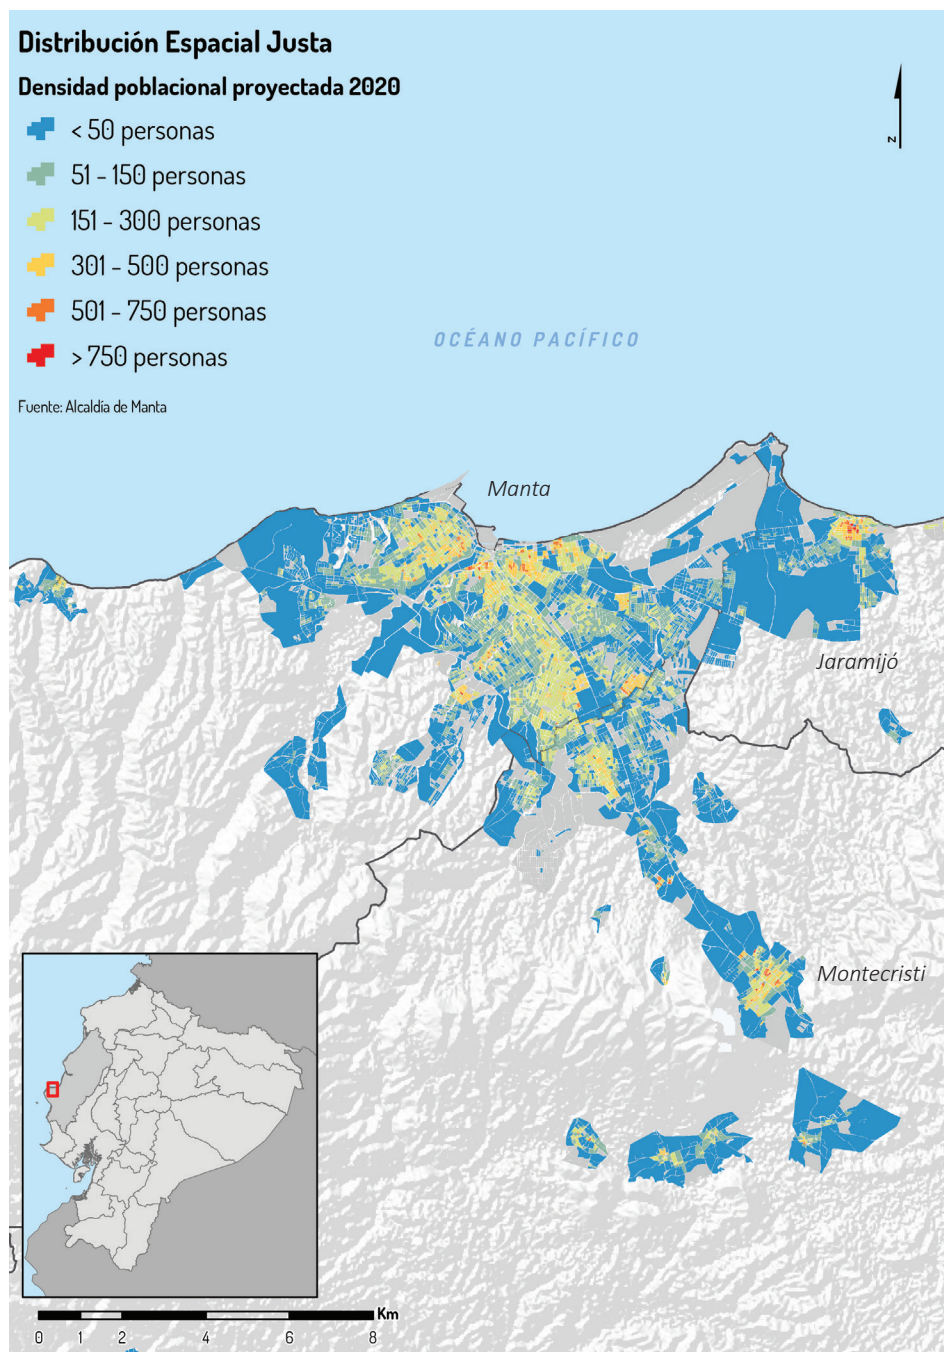 Distribución Espacial Justa
Densidad poblacional proyectada 2020
< 50 personas
51 - 150 personas
151 - 300 personas
301 - 500 personas
501 - 750 personas
> 750 personas
Fuente: Alcaldía de Manta
N
OCÉANO PACÍFICO
Manta
Jaramijó
Montecristi
Km
0 1 2 4 6 8